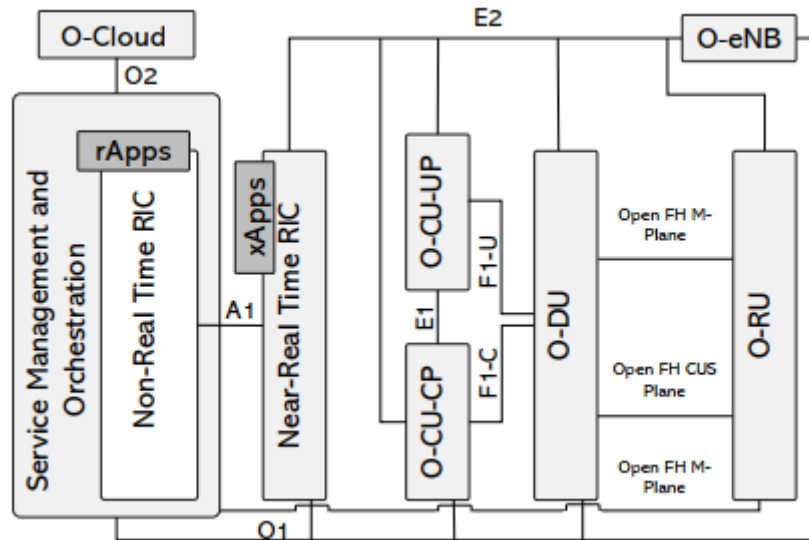 E2
O-Cloud
O-eNB
O2
rApps
xApps
Service Management and
Orchestration
Non-Real Time RIC
A1
Near-Real Time RIC
O-CU-UP
F1-U
E1
O-CU-CP
F1-C
O-DU
Open FH M-
Plane
Open FH CUS
Plane
Open FH M-
Plane
O-RU
O1